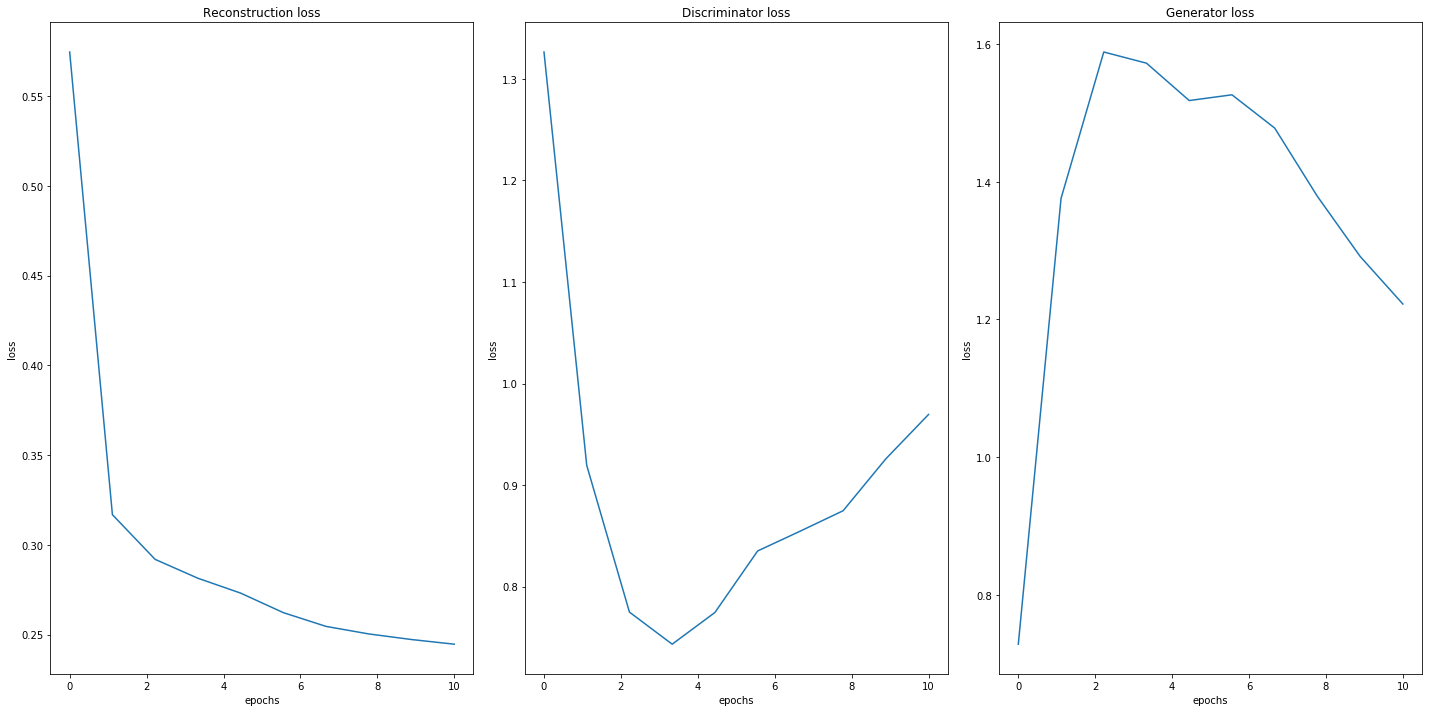 Reconstruction loss
loss
0.55
0.50
0.45
0.40
0.35
0.30
0.25
0 2 4 6 8 10
epochs
Discriminator loss
loss
1.3
1.2
1.1
1.0
0.9
0.8
0 2 4 6 8 10
epochs
Generator loss
loss
1.6
1.4
1.2
1.0
0.8
0 2 4 6 8 10
epochs